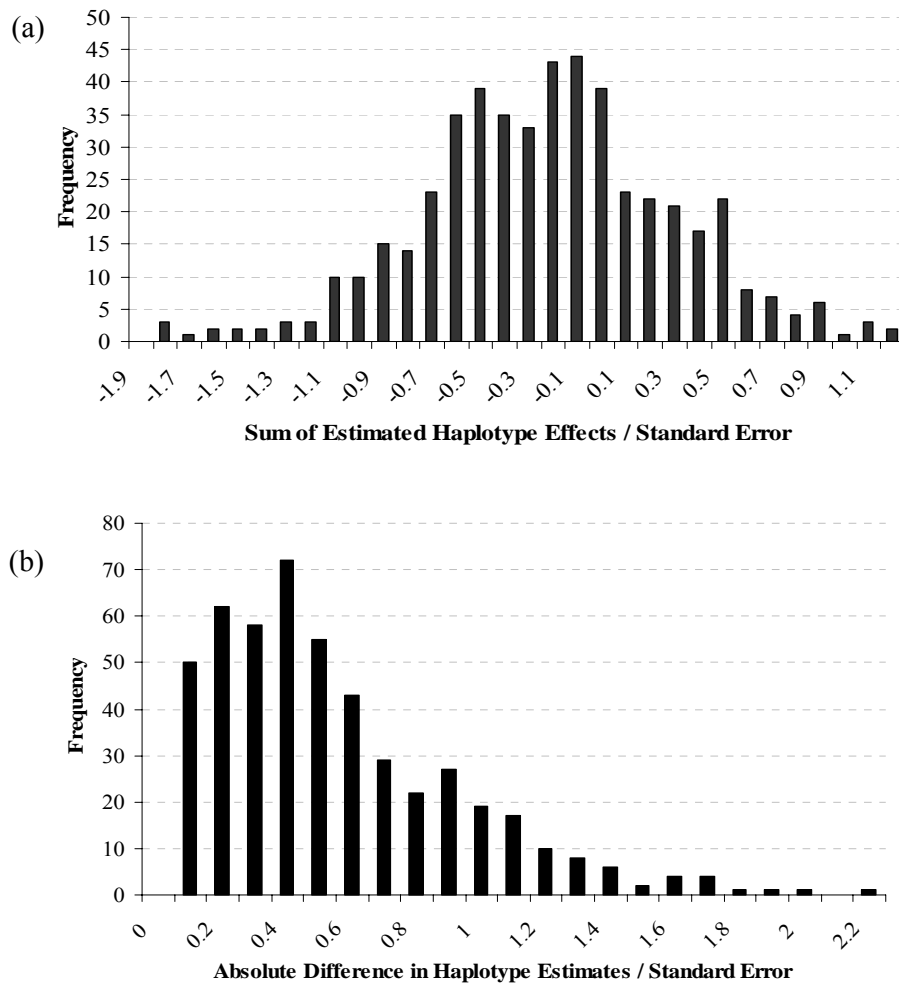 (a)
50
45
40
35
30
25
20
15
10
5
0
Frequency
-1.9 -1.7 -1.5 -1.3 -1.1 -0.9 -0.7 -0.5 -0.3 -0.1 0.1 0.3 0.5 0.7 0.9 1.1
Sum of Estimated Haplotype Effects / Standard Error
(b)
80
70
60
50
40
30
20
10
0
Frequency
0 0.2 0.4 0.6 0.8 1 1.2 1.4 1.6 1.8 2 2.2
Absolute Difference in Haplotype Estimates / Standard Error